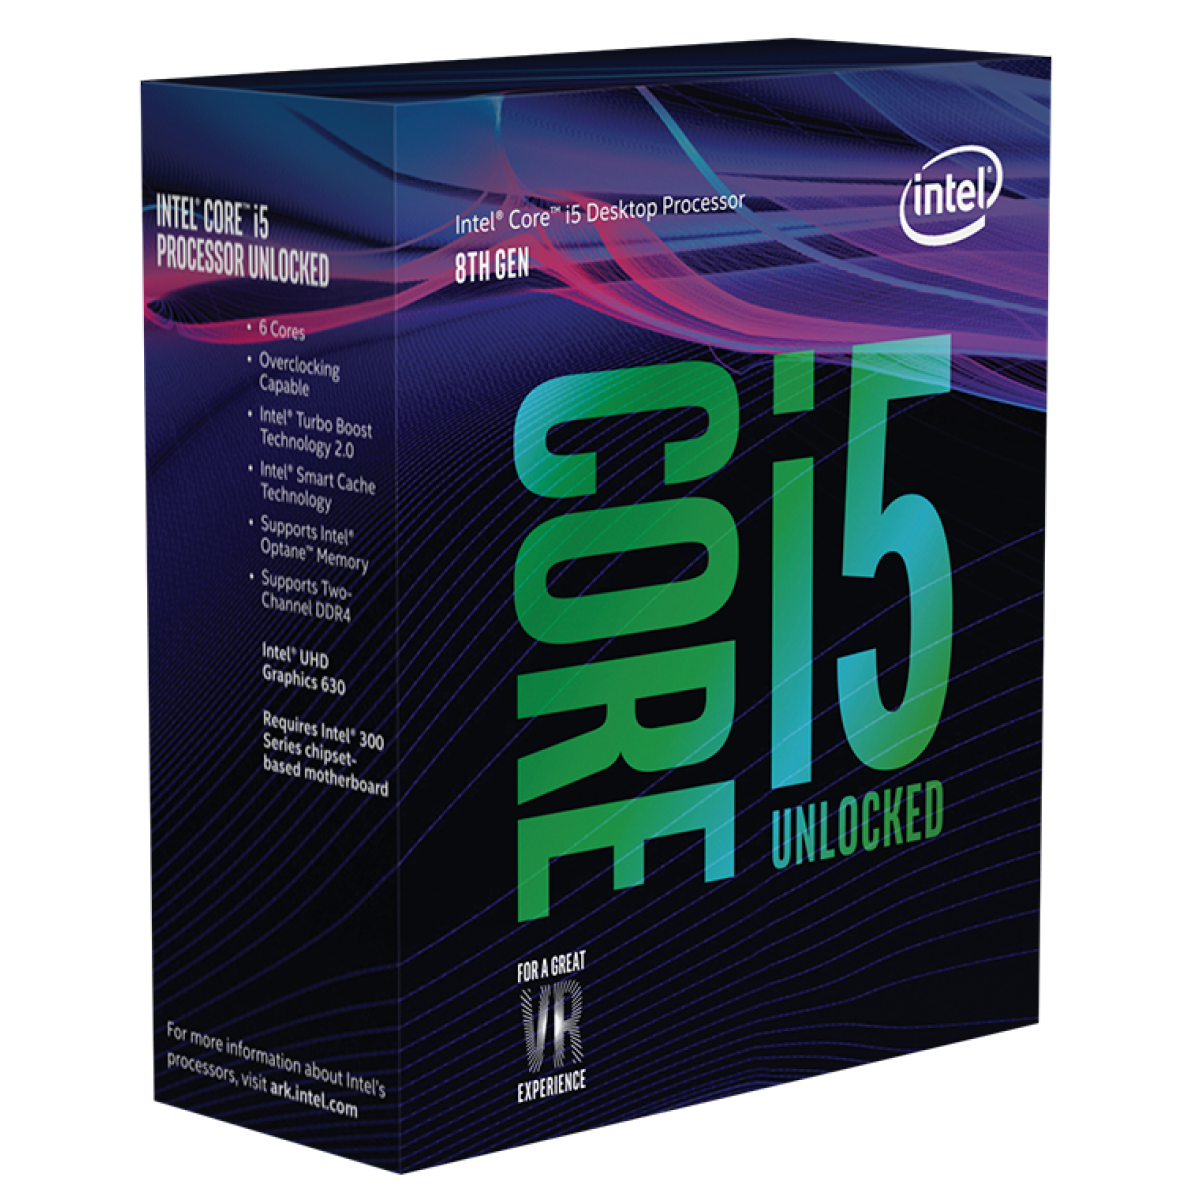 INTEL® CORE™ i5
PROCESSOR UNLOCKED
• 6 Cores
• Overclocking
Capable
• Intel® Turbo Boost
Technology 2.0
• Intel® Smart Cache
Technology
• Supports Intel®
Optane™ Memory
• Supports Two-
Channel DDR4
Intel® UHD
Graphics 630
Requires Intel® 300
Series chipset-
based motherboard
For more information about Intel's
processors, visit ark.intel.com
Intel® Core™ i5 Desktop Processor
8TH GEN
intel®
CORE
i5
UNLOCKED
FOR A GREAT
VR
EXPERIENCE